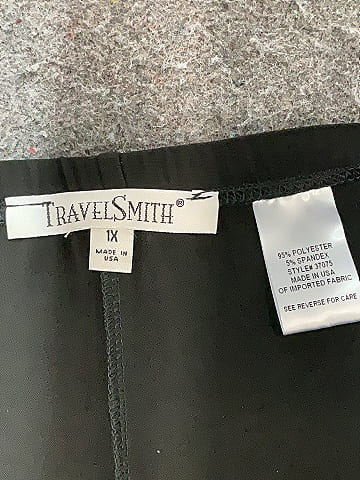 TRAVELSMITH®
1X
MADE IN
USA
95% POLYESTER
5% SPANDEX
STYLE# 37075
MADE IN USA
OF IMPORTED FABRIC
SEE REVERSE FOR CARE